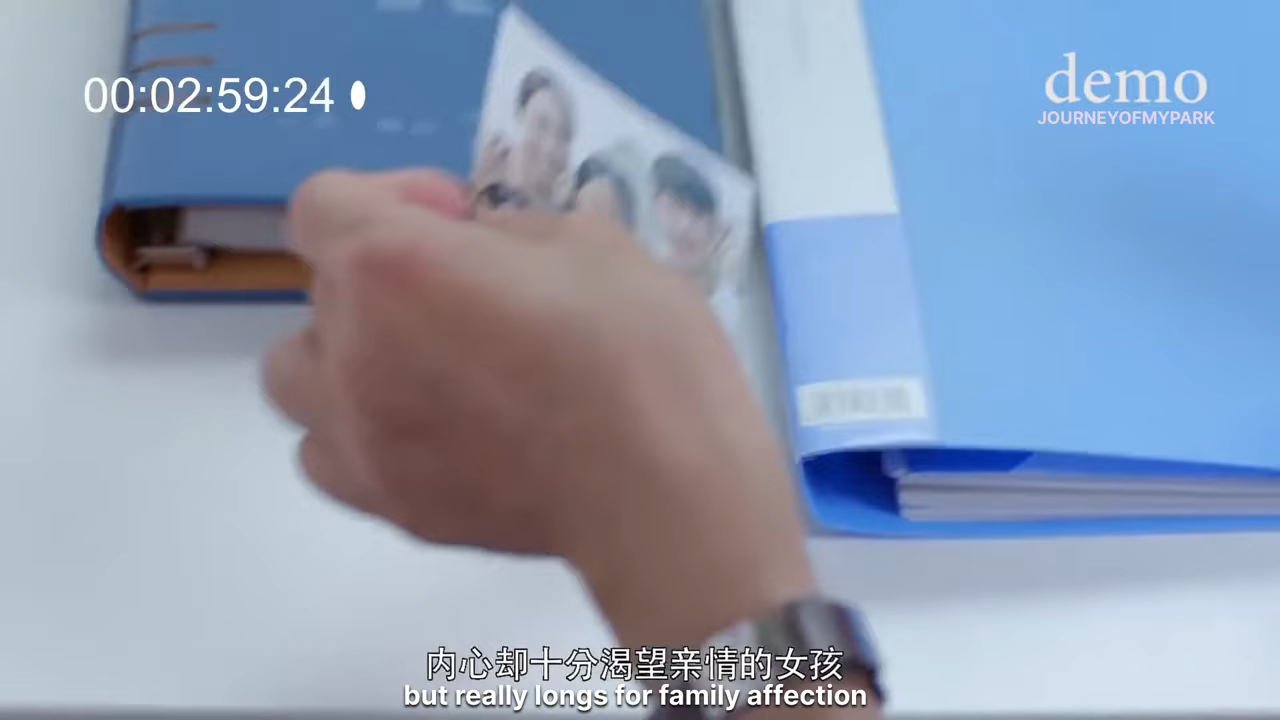 00:02:59:24
demo
JOURNEYOFMYPARK
内心却十分渴望亲情的女孩
but really longs for family affection